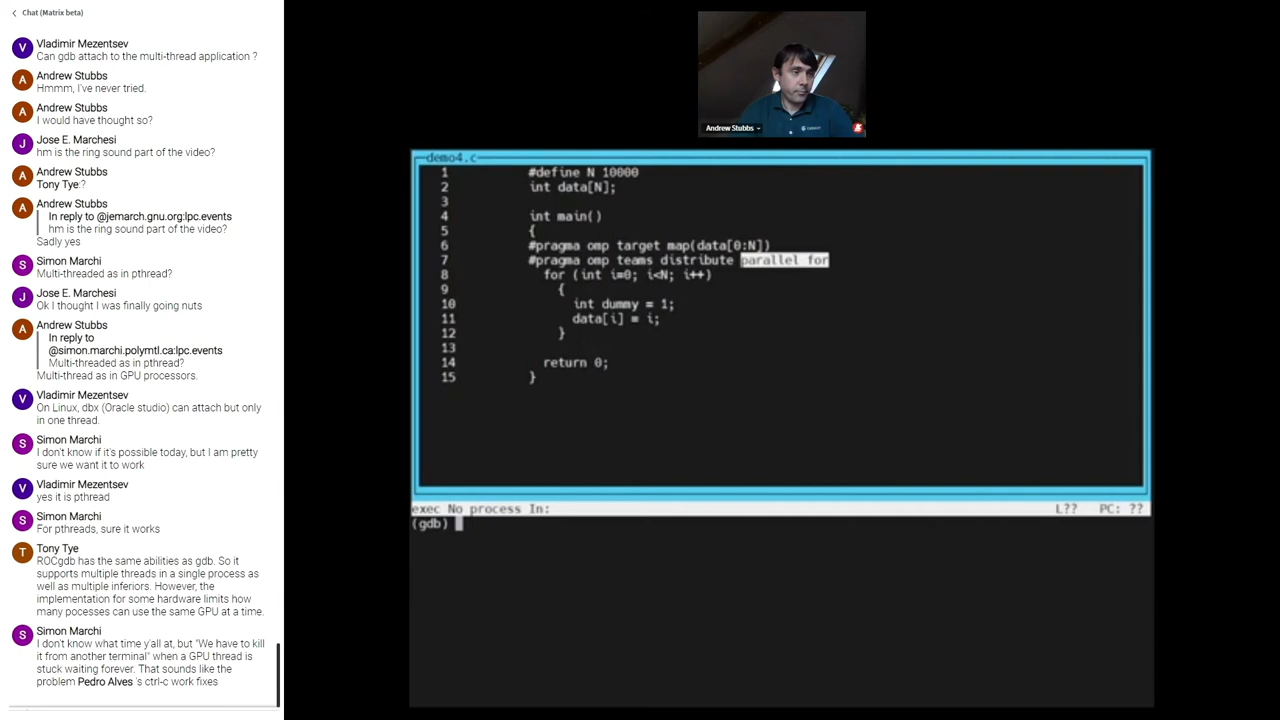 Chat (Matrix beta)
V
Vladimir Mezentsev
Can gdb attach to the multi-thread application ?
A
Andrew Stubbs
Hmmm, I've never tried.
A
Andrew Stubbs
I would have thought so?
J
Jose E. Marchesi
hm is the ring sound part of the video?
A
Andrew Stubbs
Tony Tye:?
A
Andrew Stubbs
In reply to @jemarch.gnu.org:lpc.events
hm is the ring sound part of the video?
Sadly yes
S
Simon Marchi
Multi-threaded as in pthread?
J
Jose E. Marchesi
Ok I thought I was finally going nuts
A
Andrew Stubbs
In reply to
@simon.marchi.polymtl.ca:lpc.events
Multi-threaded as in pthread?
Multi-thread as in GPU processors.
V
Vladimir Mezentsev
On Linux, dbx (Oracle studio) can attach but only
in one thread.
S
Simon Marchi
I don't know if it's possible today, but I am pretty
sure we want it to work
V
Vladimir Mezentsev
yes it is pthread
S
Simon Marchi
For pthreads, sure it works
T
Tony Tye
ROCgdb has the same abilities as gdb. So it
supports multiple threads in a single process as
well as multiple inferiors. However, the
implementation for some hardware limits how
many pocesses can use the same GPU at a time.
S
Simon Marchi
I don't know what time y'all at, but "We have to kill
it from another terminal" when a GPU thread is
stuck waiting forever. That sounds like the
problem Pedro Alves 's ctrl-c work fixes
Andrew Stubbs
demo4.c
1 #define N 10000
2 int data[N];
3
4 int main()
5 {
6 #pragma omp target map(data[0:N])
7 #pragma omp teams distribute parallel for
8 for (int i=0; i<N; i++)
9 {
10 int dummy = 1;
11 data[i] = i;
12 }
13
14 return 0;
15 }
exec No process In: L?? PC: ??
(gdb)